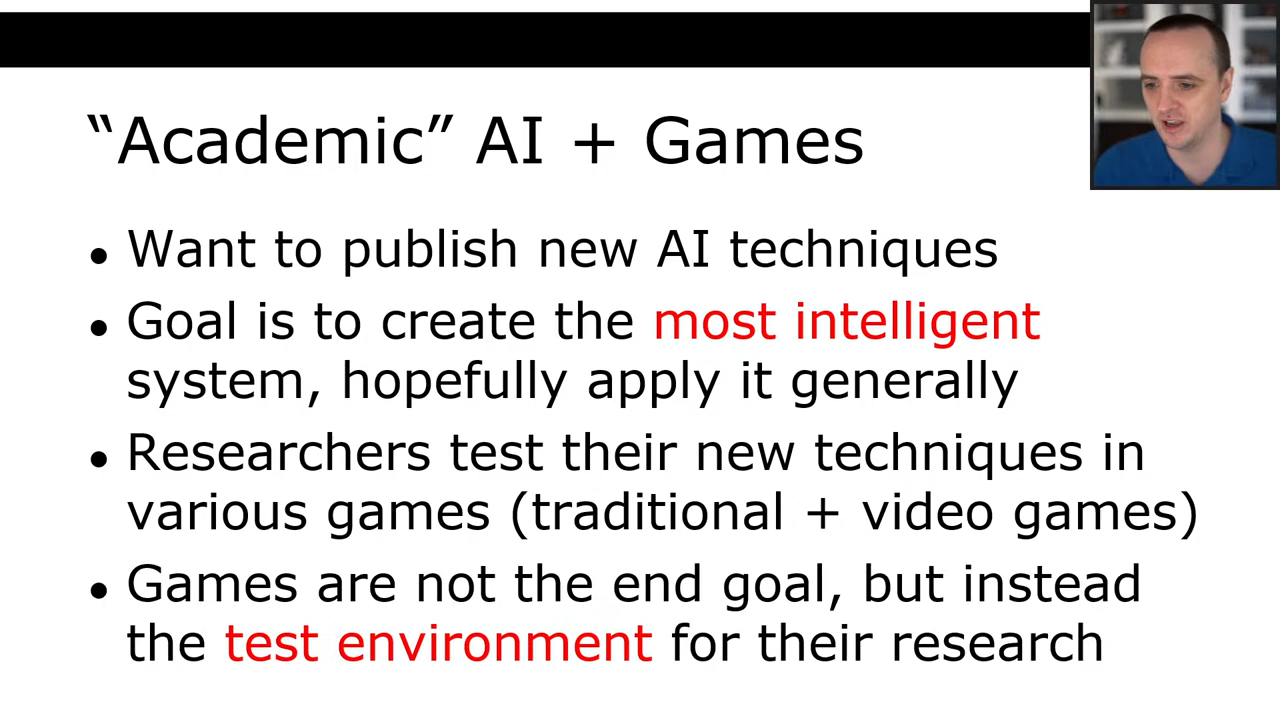 “Academic” AI + Games
• Want to publish new AI techniques
• Goal is to create the most intelligent
system, hopefully apply it generally
• Researchers test their new techniques in
various games (traditional + video games)
• Games are not the end goal, but instead
the test environment for their research